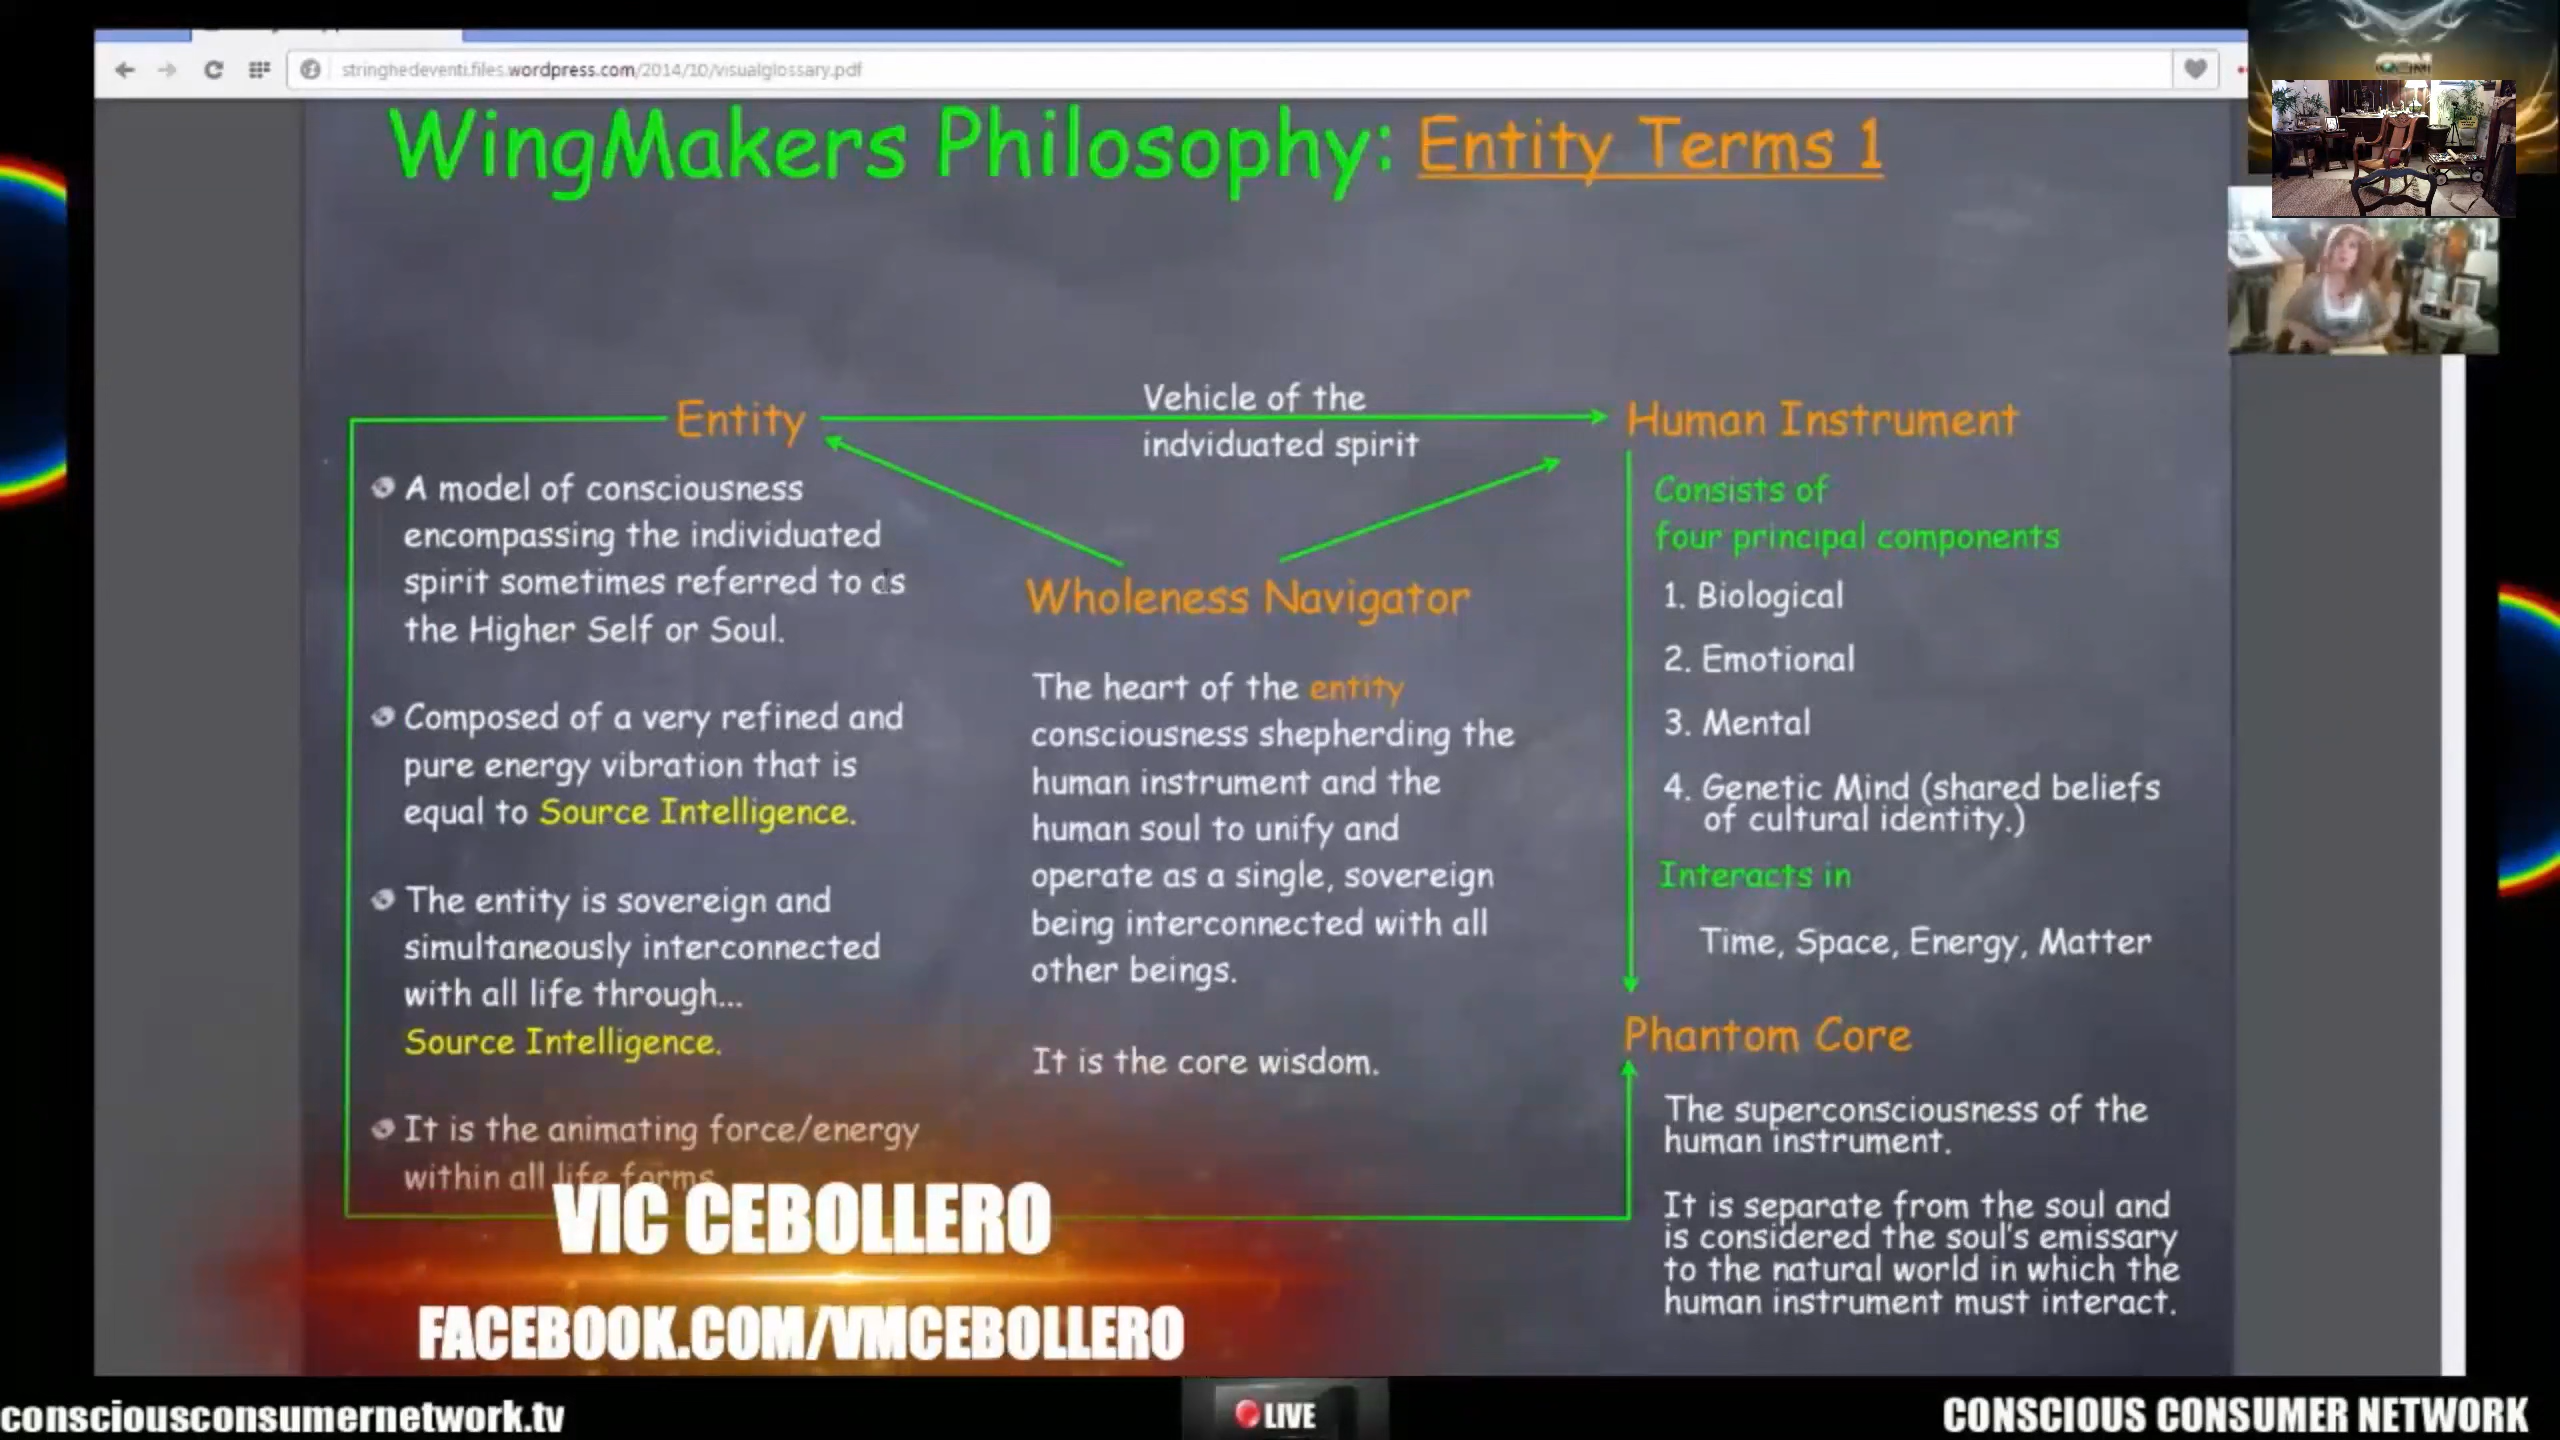 stringhedeventi.files.wordpress.com/2014/10/visualglossary.pdf
WingMakers Philosophy: Entity Terms 1
Entity
Vehicle of the
indviduated spirit
Human Instrument
A model of consciousness
encompassing the individuated
spirit sometimes referred to as
the Higher Self or Soul.
Composed of a very refined and
pure energy vibration that is
equal to Source Intelligence.
The entity is sovereign and
simultaneously interconnected
with all life through...
Source Intelligence.
It is the animating force/energy
within all life forms
Wholeness Navigator
The heart of the entity
consciousness shepherding the
human instrument and the
human soul to unify and
operate as a single, sovereign
being interconnected with all
other beings.
It is the core wisdom.
Consists of
four principal components
1. Biological
2. Emotional
3. Mental
4. Genetic Mind (shared beliefs
of cultural identity.)
Interacts in
Time, Space, Energy, Matter
Phantom Core
The superconsciousness of the
human instrument.
It is separate from the soul and
is considered the soul's emissary
to the natural world in which the
human instrument must interact.
VIC CEBOLLERO
FACEBOOK.COM/VMCEBOLLERO
consciousconsumernetwork.tv
LIVE
CONSCIOUS CONSUMER NETWORK